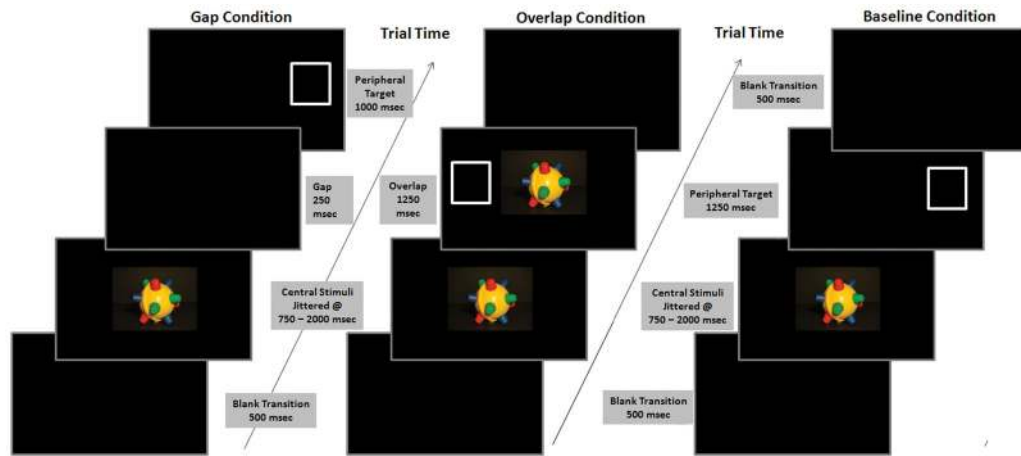 Gap Condition
Trial Time
Overlap Condition
Trial Time
Baseline Condition
Peripheral
Target
1000 msec
Blank Transition
500 msec
Gap
250
msec
Overlap
1250
msec
Peripheral Target
1250 msec
Central Stimuli
Jittered @
750 – 2000 msec
Central Stimuli
Jittered @
750 – 2000 msec
Blank Transition
500 msec
Blank Transition
500 msec